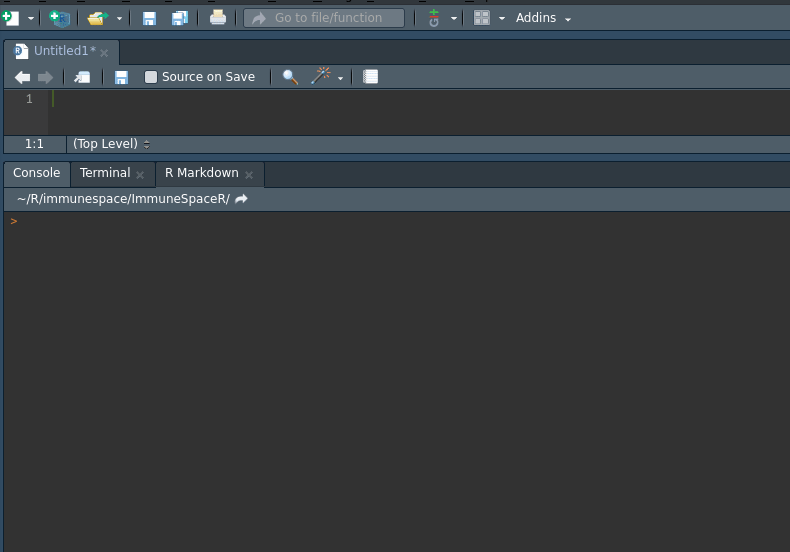 Go to file/function
Addins
Untitled1*
Source on Save
1
1:1 (Top Level)
Console Terminal R Markdown
~/R/immunespace/ImmuneSpaceR/
>